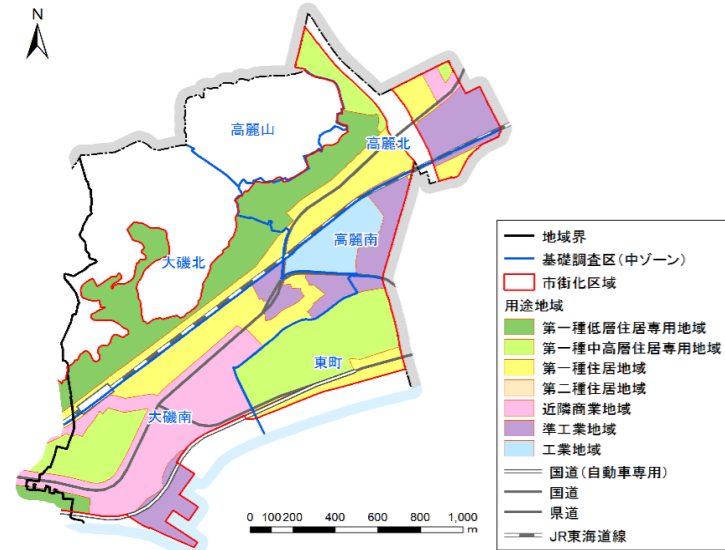 N
高麗山
高麗北
高麗南
大磯北
東町
大磯南
0 100200 400 600 800 1,000
m
地域界
基礎調査区(中ゾーン)
市街化区域
用途地域
第一種低層住居専用地域
第一種中高層住居専用地域
第一種住居地域
第二種住居地域
近隣商業地域
準工業地域
工業地域
国道(自動車専用)
国道
県道
JR東海道線